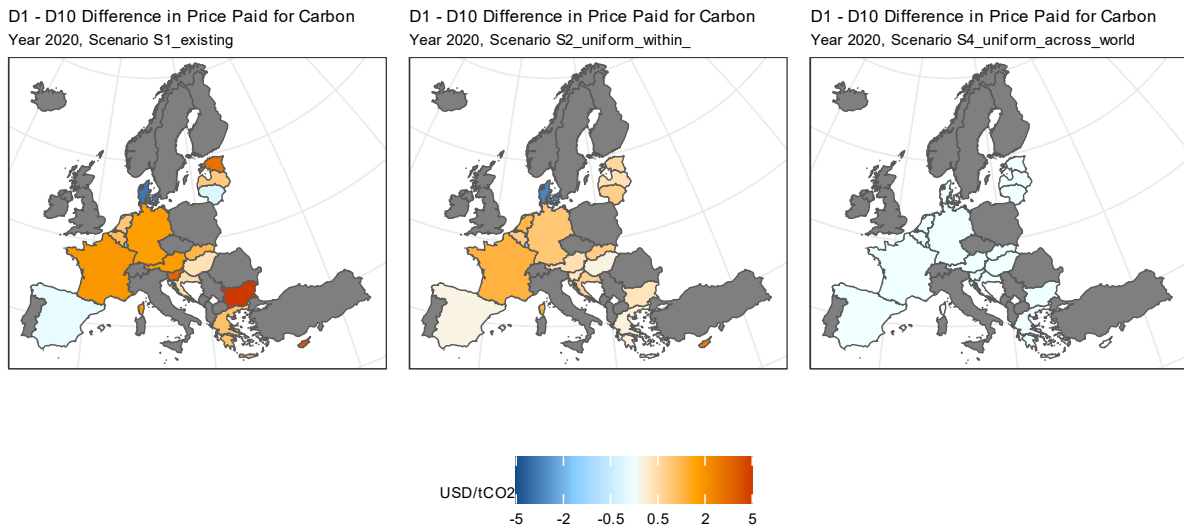 D1 - D10 Difference in Price Paid for Carbon
Year 2020, Scenario S1_existing
D1 - D10 Difference in Price Paid for Carbon
Year 2020, Scenario S2_uniform_within_
D1 - D10 Difference in Price Paid for Carbon
Year 2020, Scenario S4_uniform_across_world
USD/tCO2
-5 -2 -0.5 0.5 2 5